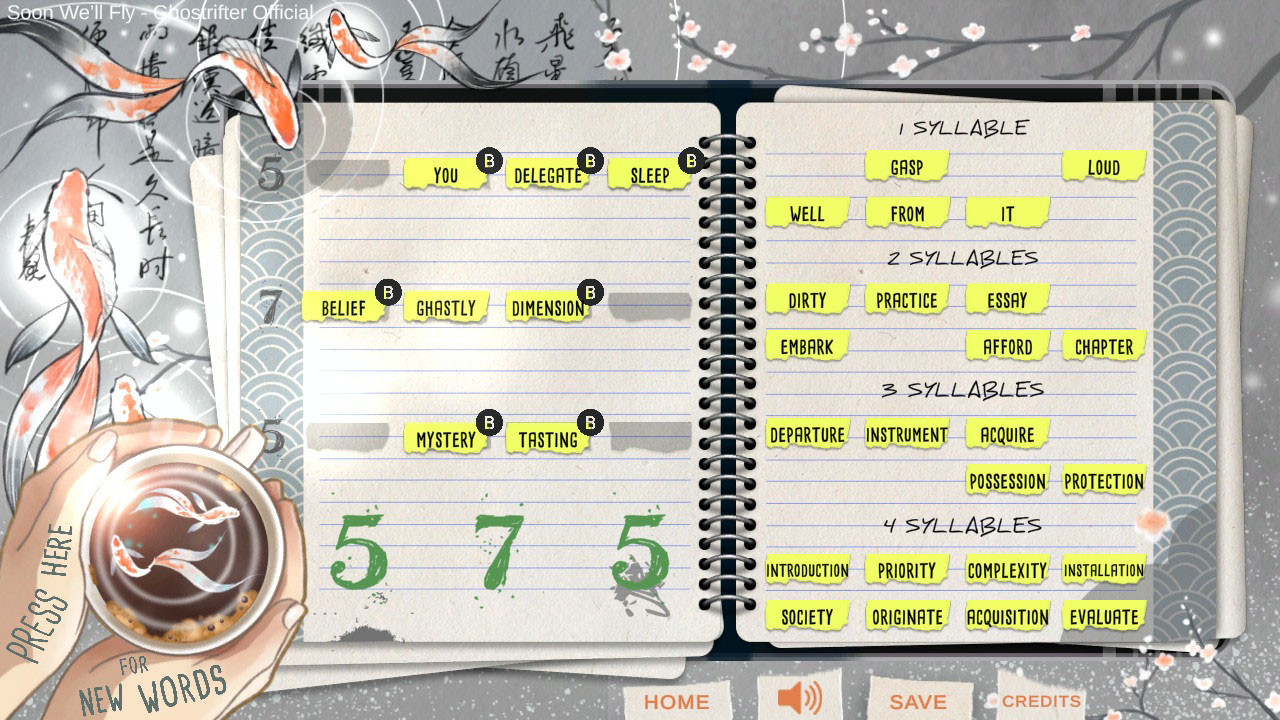 Soon We'll Fly - Ghostrifter Official
5 YOU B DELEGATE B SLEEP B
7 BELIEF B GHASTLY DIMENSION B
5 MYSTERY B TASTING B
5 7 5
1 SYLLABLE
GASP LOUD
WELL FROM IT
2 SYLLABLES
DIRTY PRACTICE ESSAY
EMBARK AFFORD CHAPTER
3 SYLLABLES
DEPARTURE INSTRUMENT ACQUIRE
POSSESSION PROTECTION
4 SYLLABLES
INTRODUCTION PRIORITY COMPLEXITY INSTALLATION
SOCIETY ORIGINATE ACQUISITION EVALUATE
PRESS HERE
FOR
NEW WORDS
HOME SAVE CREDITS